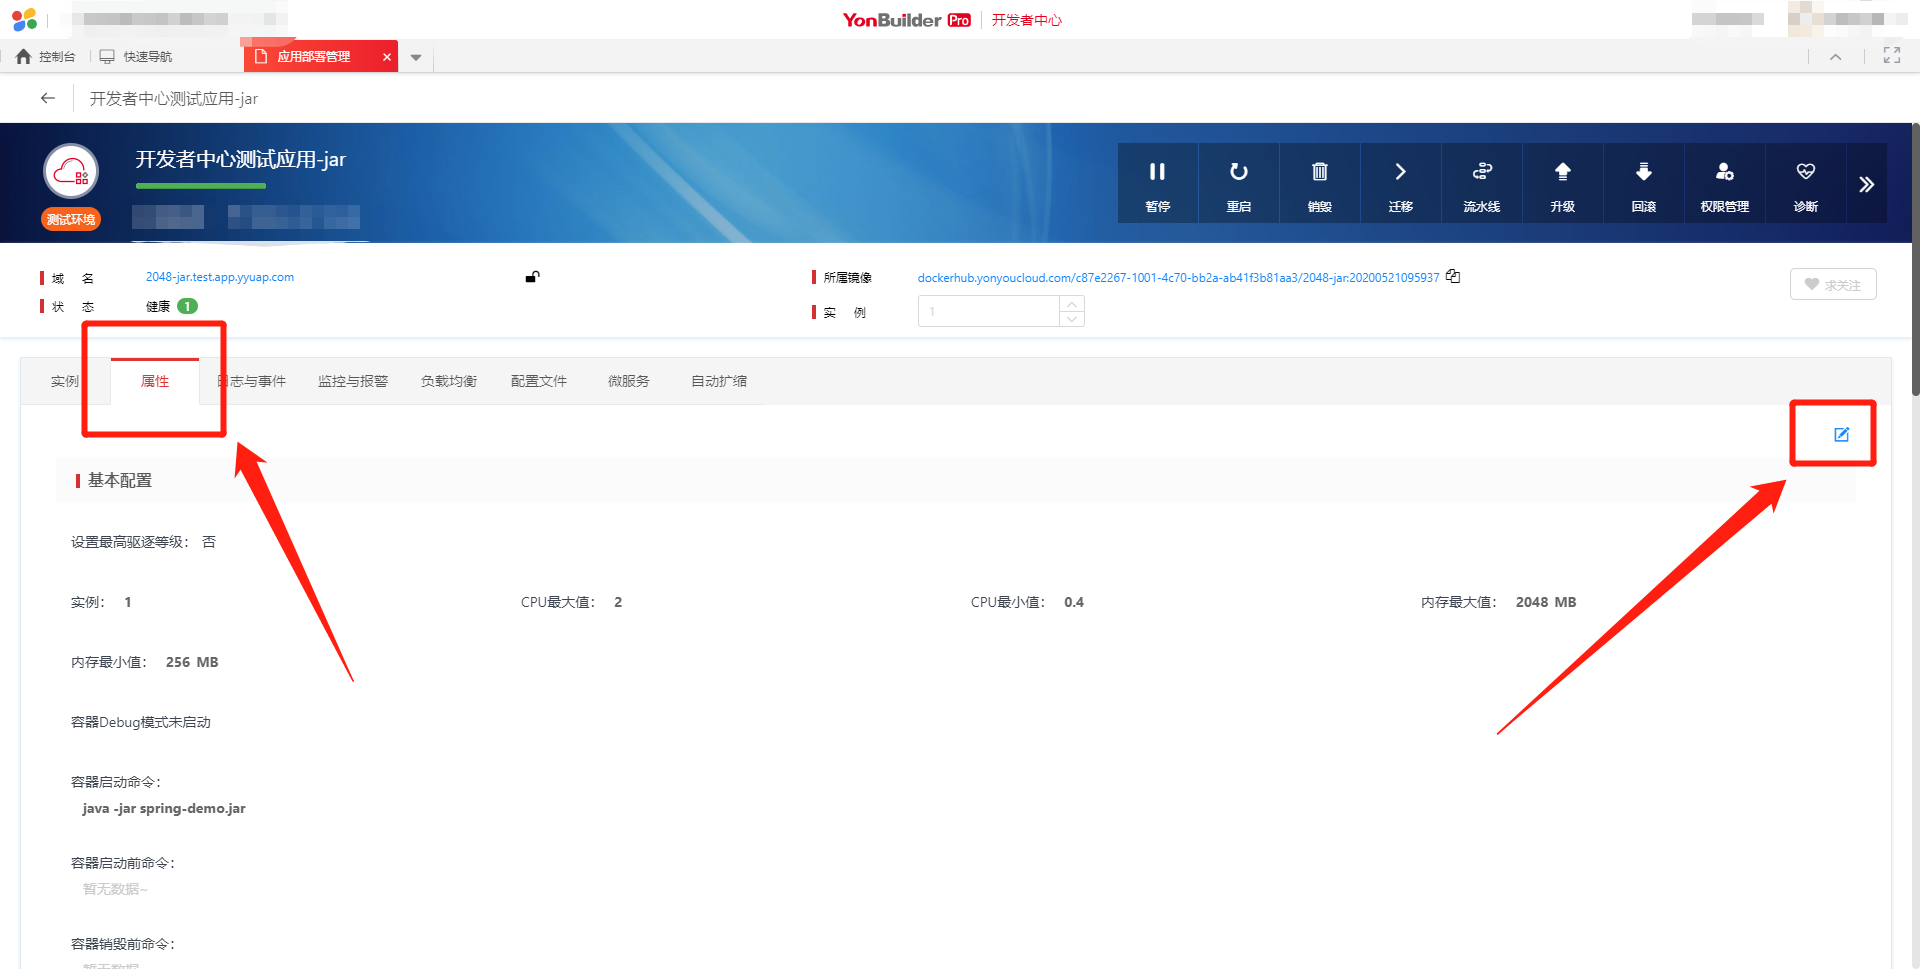 YonBuilder Pro 开发者中心
控制台 快速导航 应用部署管理
开发者中心测试应用-jar
开发者中心测试应用-jar
测试环境
暂停 重启 销毁 迁移 流水线 升级 回滚 权限管理 诊断
域 名 2048-jar.test.app.yyuap.com
所属镜像 dockerhub.yonyoucloud.com/c87e2267-1001-4c70-bb2a-ab41f3b81aa3/2048-jar:20200521095937
求关注
状 态 健康 1
实 例 1
实例 属性 日志与事件 监控与报警 负载均衡 配置文件 微服务 自动扩缩
基本配置
设置最高驱逐等级： 否
实例： 1 CPU最大值： 2 CPU最小值： 0.4 内存最大值： 2048 MB
内存最小值： 256 MB
容器Debug模式未启动
容器启动命令：
java -jar spring-demo.jar
容器启动前命令：
暂无数据~
容器销毁前命令：
暂无数据~